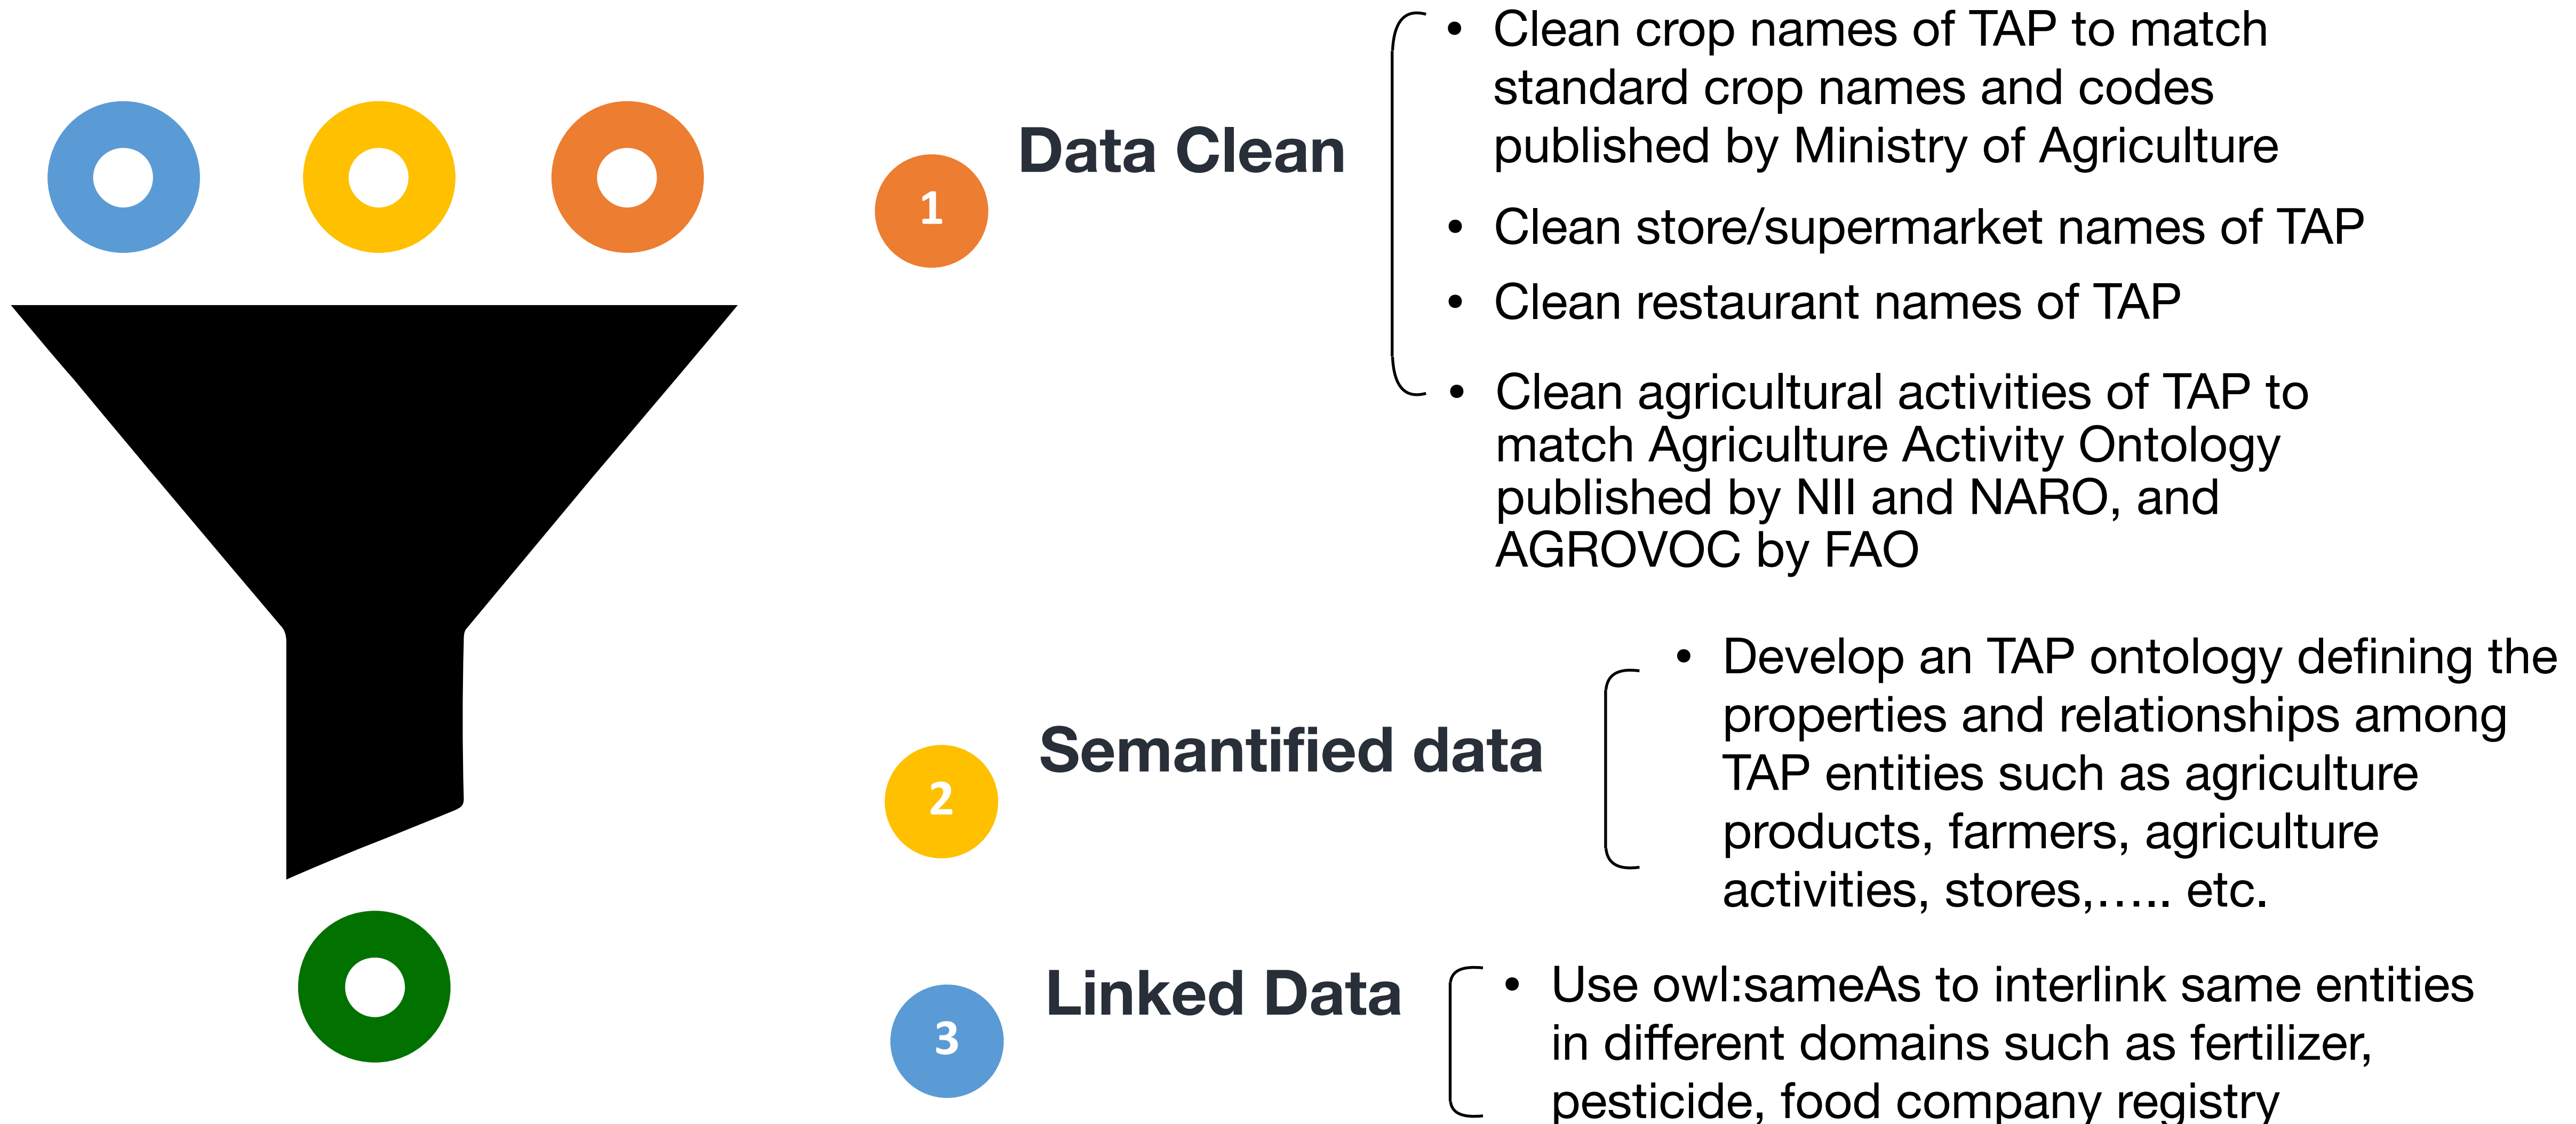 1
Data Clean
• Clean crop names of TAP to match
standard crop names and codes
published by Ministry of Agriculture
• Clean store/supermarket names of TAP
• Clean restaurant names of TAP
• Clean agricultural activities of TAP to
match Agriculture Activity Ontology
published by NII and NARO, and
AGROVOC by FAO
2
Semantified data
• Develop an TAP ontology defining the
properties and relationships among
TAP entities such as agriculture
products, farmers, agriculture
activities, stores,..... etc.
3
Linked Data
• Use owl:sameAs to interlink same entities
in different domains such as fertilizer,
pesticide, food company registry